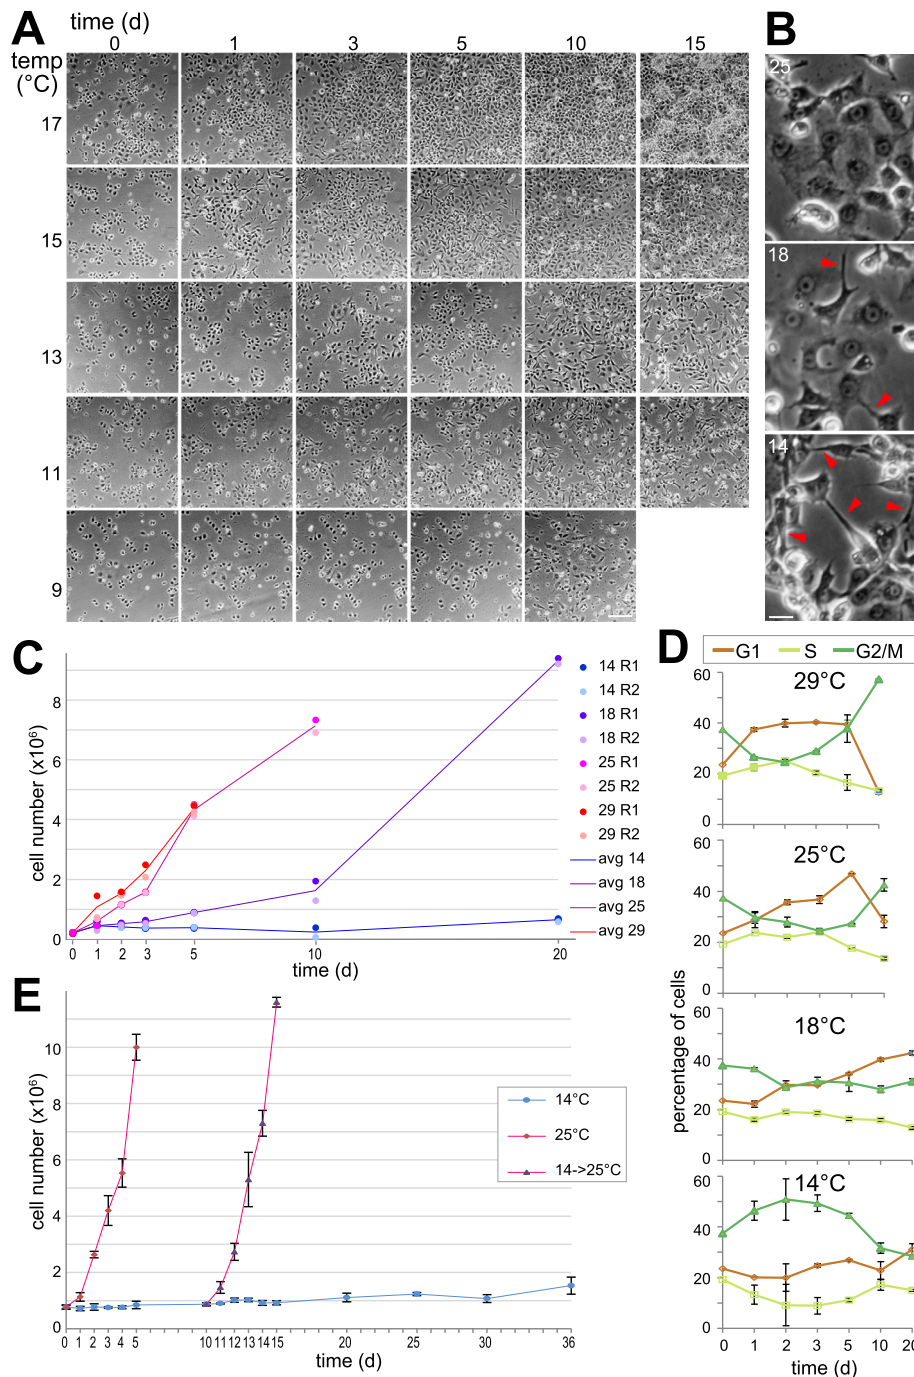 A
time (d)
0 1 3 5 10 15
temp
(°C)
17
15
13
11
9
B
25
18
14
C
cell number (x10⁶)
8
6
4
2
0
0 1 2 3 5 10 20
time (d)
14 R1
14 R2
18 R1
18 R2
25 R1
25 R2
29 R1
29 R2
avg 14
avg 18
avg 25
avg 29
D
G1 S G2/M
percentage of cells
29°C
60
40
20
0
25°C
60
40
20
0
18°C
60
40
20
0
14°C
60
40
20
0
0 1 2 3 5 10 20
time (d)
E
cell number (x10⁶)
10
8
6
4
2
0
0 1 2 3 4 5 10 11 12 13 14 15 20 25 30 36
time (d)
14°C
25°C
14->25°C